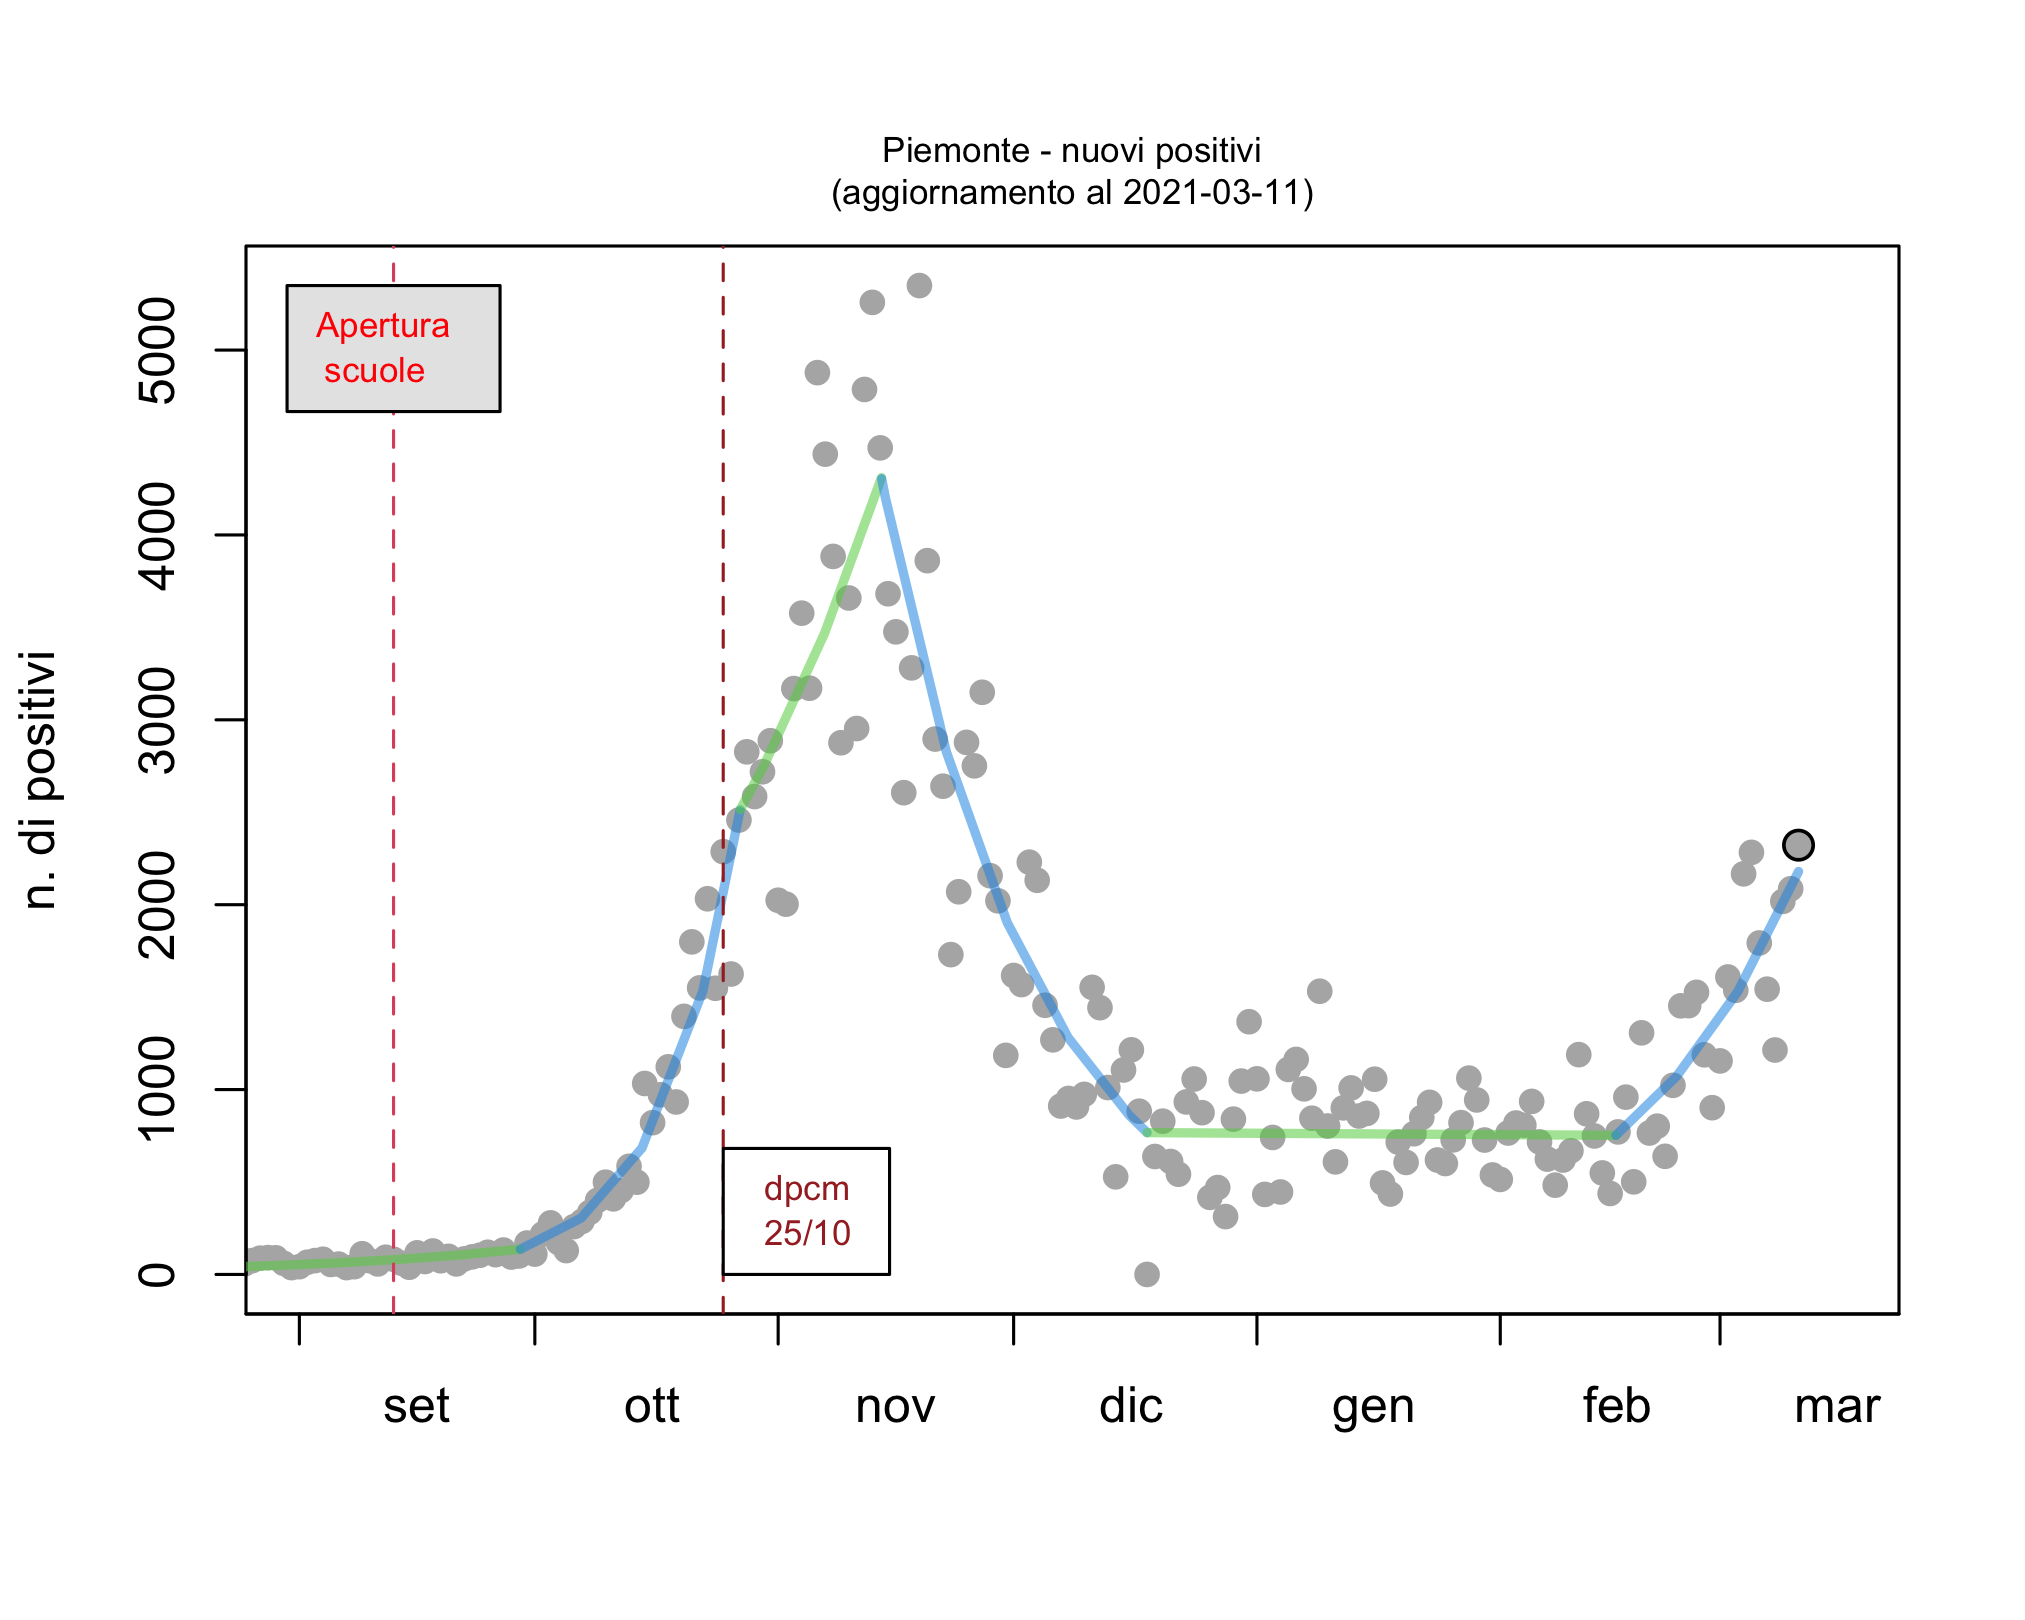 Piemonte - nuovi positivi
(aggiornamento al 2021-03-11)
n. di positivi
5000
4000
3000
2000
1000
0
Apertura
scuole
dpcm
25/10
set ott nov dic gen feb mar